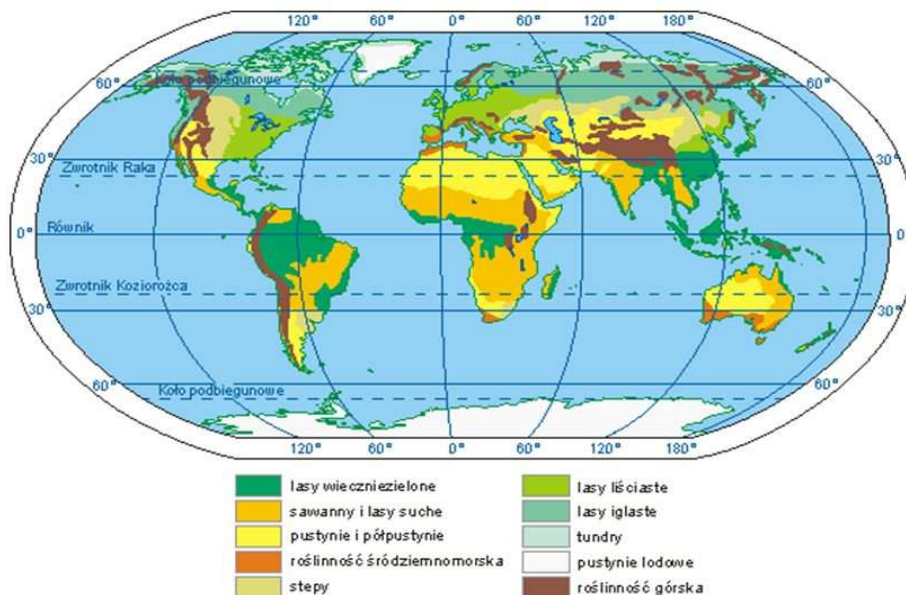 120° 60° 0° 60° 120° 180°
60° Koło podbiegunowe 60°
30° Zwrotnik Raka 30°
0° Równik 0°
Zwrotnik Koziorożca
30° 30°
60° 60°
Koło podbiegunowe
120° 60° 0° 60° 120° 180°
lasy wieczniezielone
sawanny i lasy suche
pustynie i półpustynie
roślinność śródziemnomorska
stepy
lasy liściaste
lasy iglaste
tundry
pustynie lodowe
roślinność górska